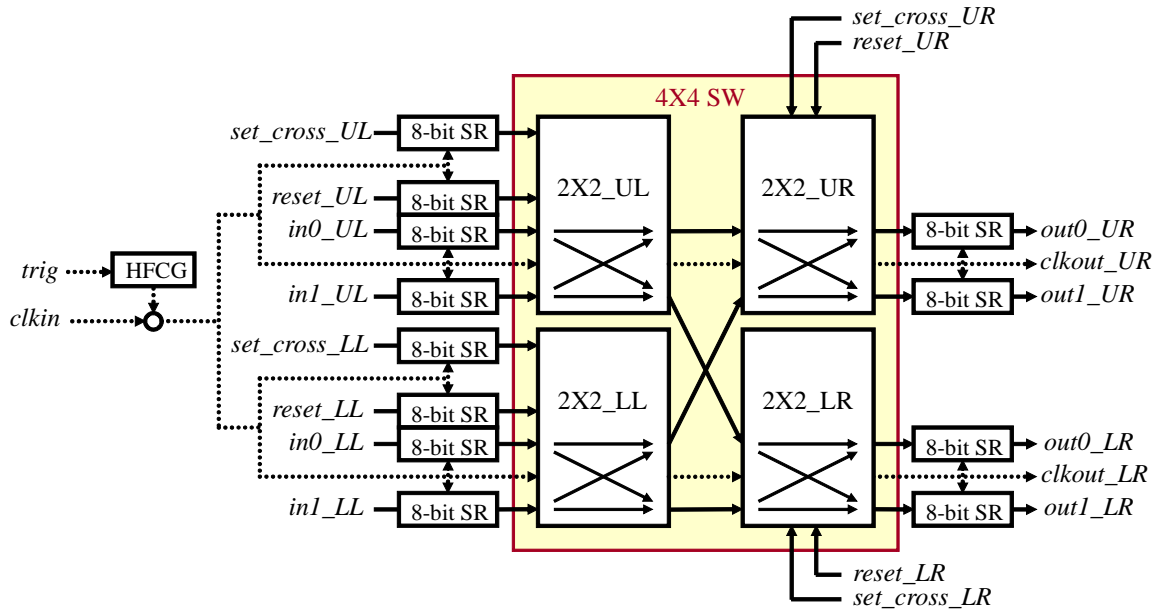 set_cross_UR
reset_UR
4X4 SW
set_cross_UL
8-bit SR
reset_UL
8-bit SR
in0_UL
8-bit SR
in1_UL
8-bit SR
2X2_UL
2X2_UR
8-bit SR
out0_UR
clkout_UR
8-bit SR
out1_UR
trig
HFCG
clkin
set_cross_LL
8-bit SR
reset_LL
8-bit SR
in0_LL
8-bit SR
in1_LL
8-bit SR
2X2_LL
2X2_LR
8-bit SR
out0_LR
clkout_LR
8-bit SR
out1_LR
reset_LR
set_cross_LR